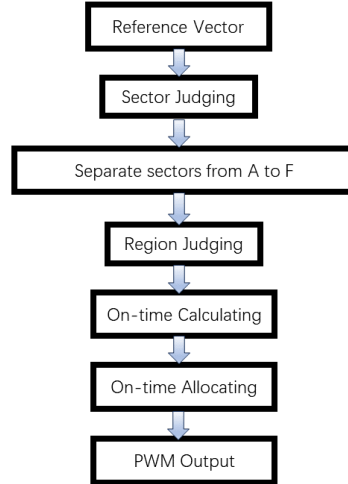 Reference Vector
Sector Judging
Separate sectors from A to F
Region Judging
On-time Calculating
On-time Allocating
PWM Output